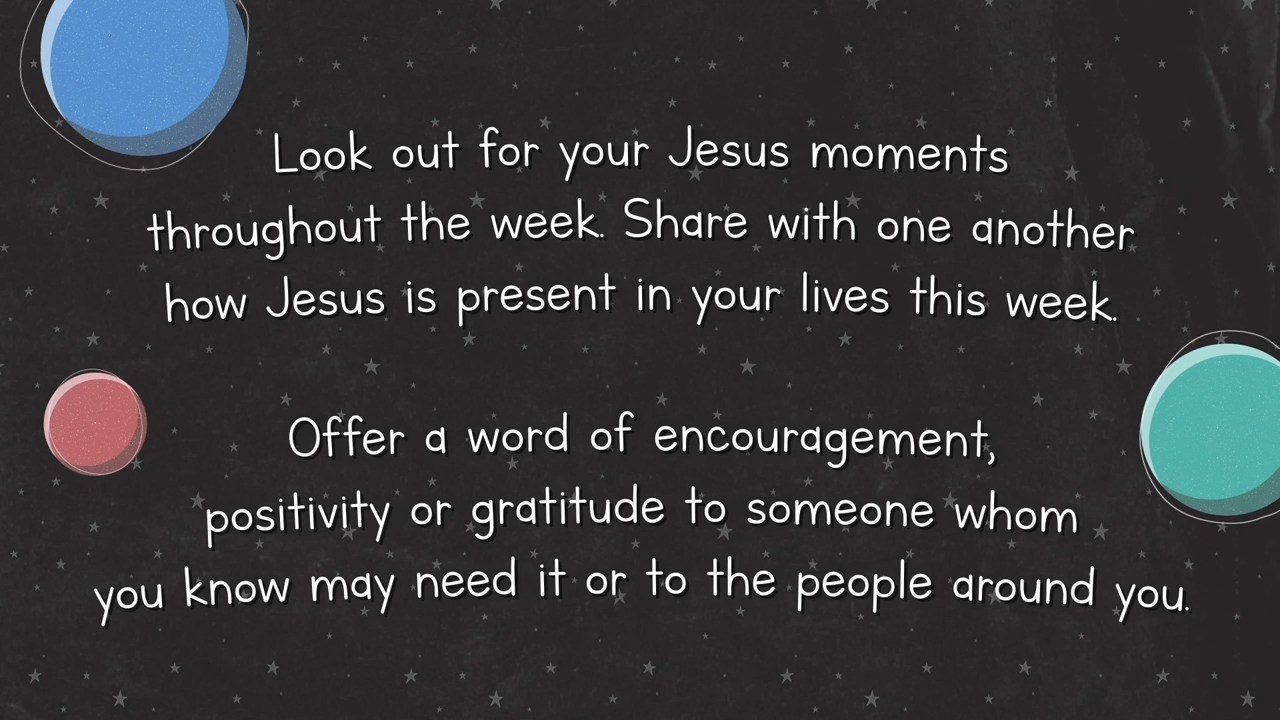 Look out for your Jesus moments
throughout the week. Share with one another
how Jesus is present in your lives this week.
Offer a word of encouragement,
positivity or gratitude to someone whom
you know may need it or to the people around you.